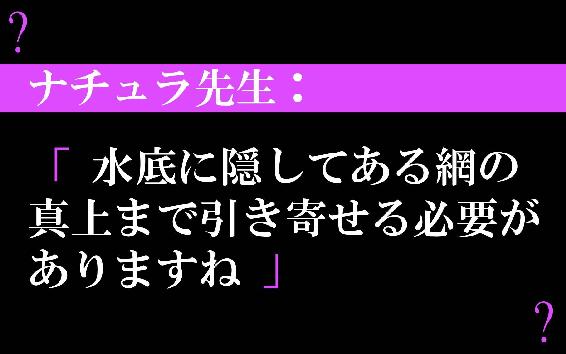 ?
ナチュラ先生：
「 水底に隠してある網の
真上まで引き寄せる必要が
ありますね 」
?